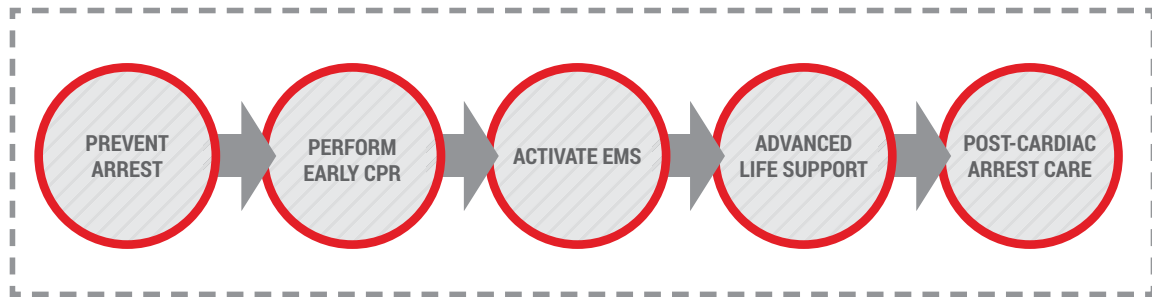 PREVENT
ARREST
PERFORM
EARLY CPR
ACTIVATE EMS
ADVANCED
LIFE SUPPORT
POST-CARDIAC
ARREST CARE